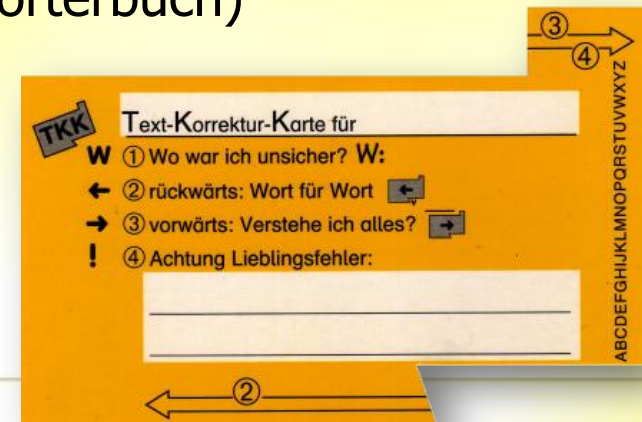 örterbuch)
③
④
TKK
Text-Korrektur-Karte für
W ① Wo war ich unsicher? W:
② rückwärts: Wort für Wort
③ vorwärts: Verstehe ich alles?
! ④ Achtung Lieblingsfehler:
②
ABCDEFGHIJKLMNOPQRSTUVWXYZ